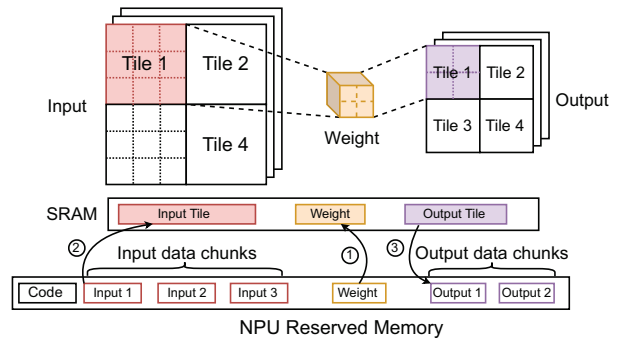 Tile 1
Tile 2
Tile 4
Input
Weight
Tile 1
Tile 2
Tile 3
Tile 4
Output
SRAM
Input Tile
Weight
Output Tile
②
①
③
Input data chunks
Output data chunks
Code
Input 1
Input 2
Input 3
Weight
Output 1
Output 2
NPU Reserved Memory